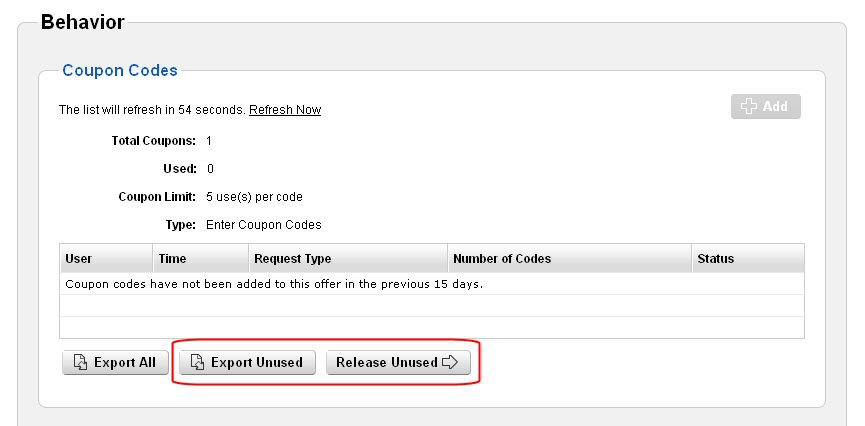 Behavior
Coupon Codes
The list will refresh in 54 seconds. Refresh Now
Add
Total Coupons: 1
Used: 0
Coupon Limit: 5 use(s) per code
Type: Enter Coupon Codes
User Time Request Type Number of Codes Status
Coupon codes have not been added to this offer in the previous 15 days.
Export All Export Unused Release Unused